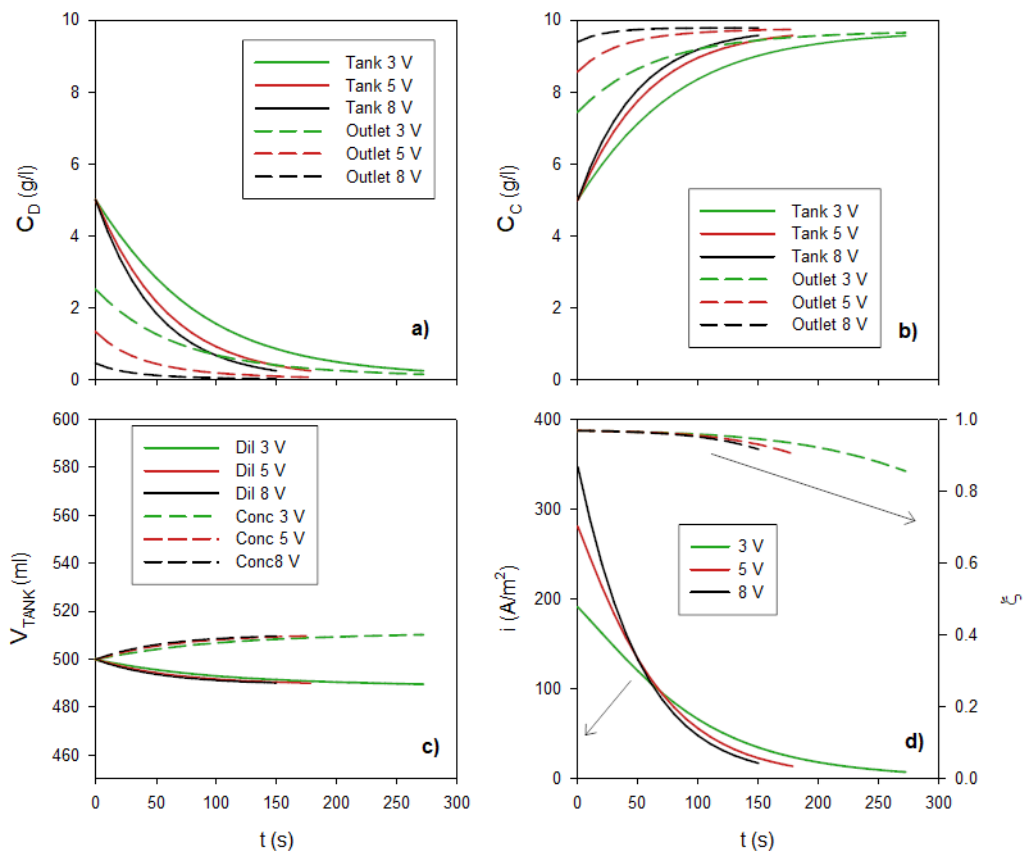 10
8
6
4
2
0
C_D (g/l)
Tank 3 V
Tank 5 V
Tank 8 V
Outlet 3 V
Outlet 5 V
Outlet 8 V
a)
10
8
6
4
2
0
C_C (g/l)
Tank 3 V
Tank 5 V
Tank 8 V
Outlet 3 V
Outlet 5 V
Outlet 8 V
b)
600
580
560
540
520
500
480
460
V_TANK (ml)
Dil 3 V
Dil 5 V
Dil 8 V
Conc 3 V
Conc 5 V
Conc8 V
c)
0 50 100 150 200 250 300
t (s)
400
300
200
100
0
i (A/m²)
3 V
5 V
8 V
d)
1.0
0.8
0.6
0.4
0.2
0.0
ξ
0 50 100 150 200 250 300
t (s)